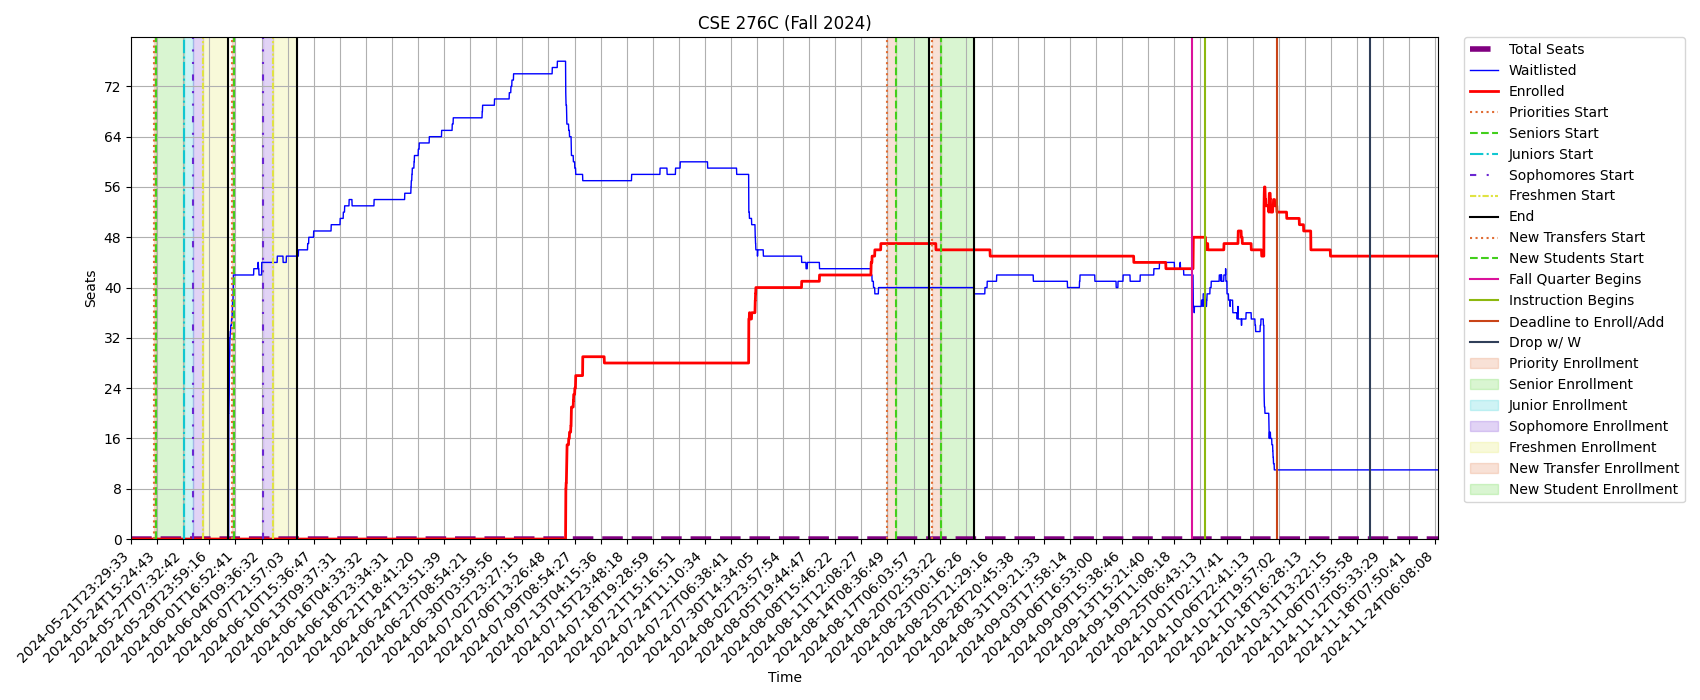 CSE 276C (Fall 2024)
Seats
72
64
56
48
40
32
24
16
8
0
2024-05-21T23:29:33
2024-05-24T15:24:43
2024-05-27T07:32:42
2024-05-29T23:59:16
2024-06-01T16:52:41
2024-06-04T09:36:32
2024-06-07T21:57:03
2024-06-10T15:36:47
2024-06-13T09:37:31
2024-06-16T04:33:32
2024-06-18T23:34:31
2024-06-21T18:41:20
2024-06-24T13:51:39
2024-06-27T08:54:21
2024-06-30T03:59:56
2024-07-02T23:27:15
2024-07-06T13:26:48
2024-07-09T08:54:27
2024-07-13T04:15:36
2024-07-15T23:48:18
2024-07-18T19:28:59
2024-07-21T15:16:51
2024-07-24T11:10:34
2024-07-27T06:38:41
2024-07-30T14:34:05
2024-08-02T23:57:54
2024-08-05T19:44:47
2024-08-08T15:46:22
2024-08-11T12:08:27
2024-08-14T08:36:49
2024-08-17T06:03:57
2024-08-20T02:53:22
2024-08-23T00:16:26
2024-08-25T21:29:16
2024-08-28T20:45:38
2024-08-31T19:21:33
2024-09-03T17:58:14
2024-09-06T16:53:00
2024-09-09T15:38:46
2024-09-13T15:21:40
2024-09-19T11:08:18
2024-09-25T06:43:13
2024-10-01T02:17:41
2024-10-06T22:41:13
2024-10-12T19:57:02
2024-10-18T16:28:13
2024-10-31T13:22:15
2024-11-06T07:55:58
2024-11-12T05:33:29
2024-11-18T07:50:41
2024-11-24T06:08:08
Time
Total Seats
Waitlisted
Enrolled
Priorities Start
Seniors Start
Juniors Start
Sophomores Start
Freshmen Start
End
New Transfers Start
New Students Start
Fall Quarter Begins
Instruction Begins
Deadline to Enroll/Add
Drop w/ W
Priority Enrollment
Senior Enrollment
Junior Enrollment
Sophomore Enrollment
Freshmen Enrollment
New Transfer Enrollment
New Student Enrollment